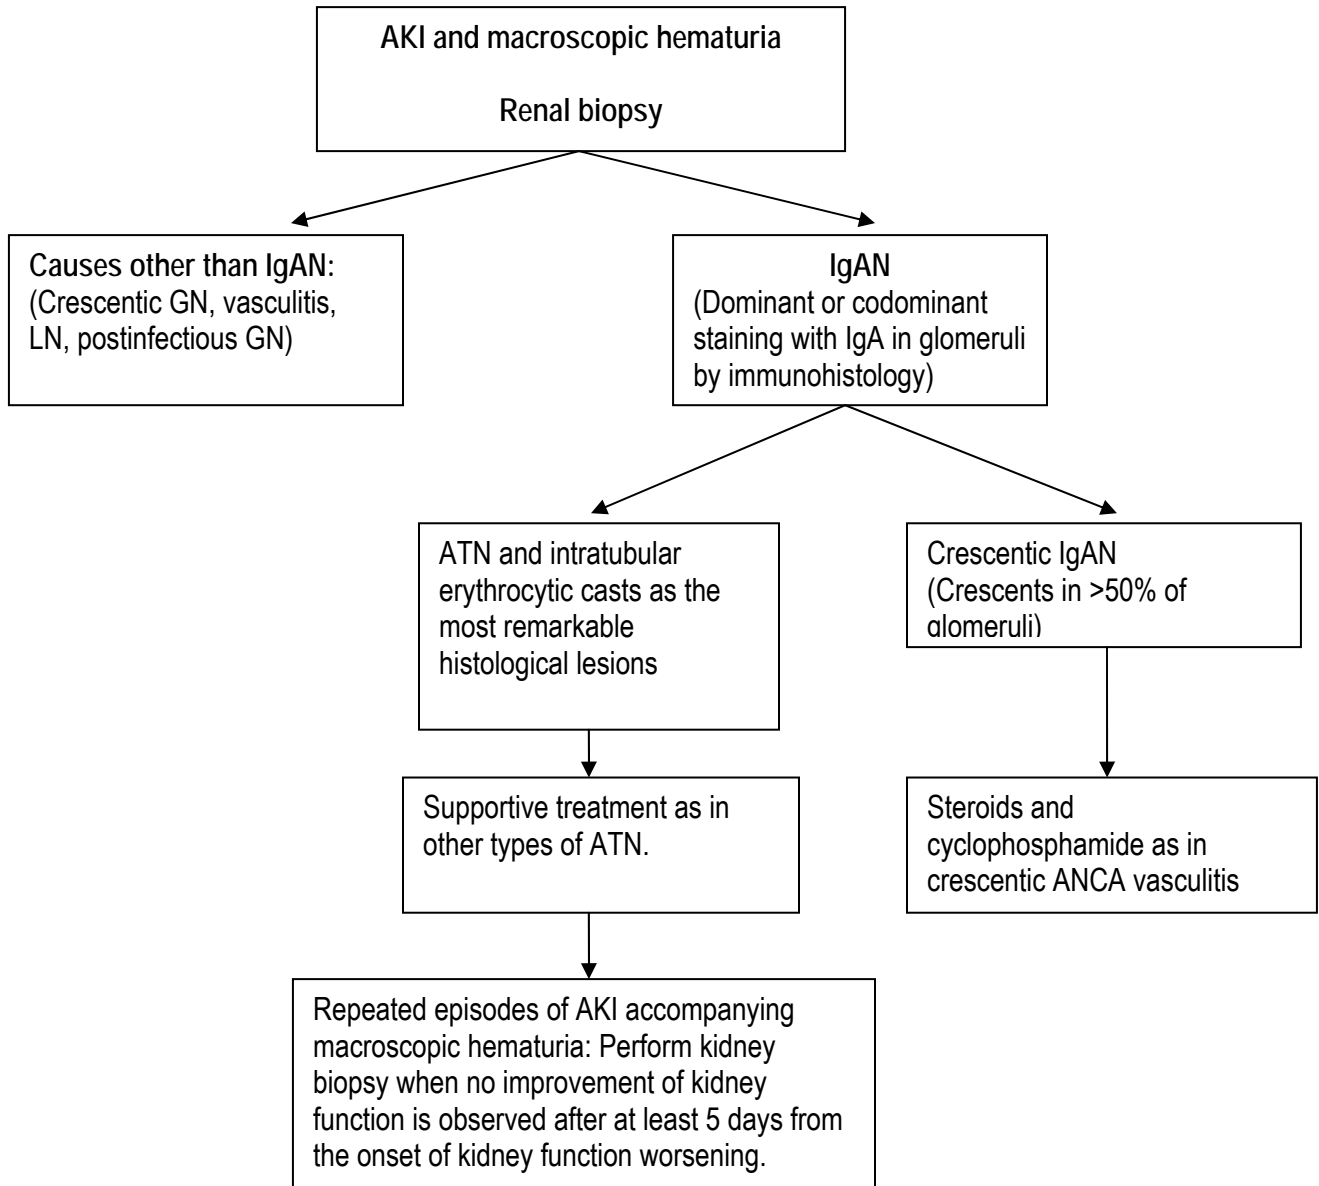 AKI and macroscopic hematuria
Renal biopsy
Causes other than IgAN:
(Crescentic GN, vasculitis,
LN, postinfectious GN)
IgAN
(Dominant or codominant
staining with IgA in glomeruli
by immunohistology)
ATN and intratubular
erythrocytic casts as the
most remarkable
histological lesions
Crescentic IgAN
(Crescents in >50% of
glomeruli)
Supportive treatment as in
other types of ATN.
Steroids and
cyclophosphamide as in
crescentic ANCA vasculitis
Repeated episodes of AKI accompanying
macroscopic hematuria: Perform kidney
biopsy when no improvement of kidney
function is observed after at least 5 days from
the onset of kidney function worsening.